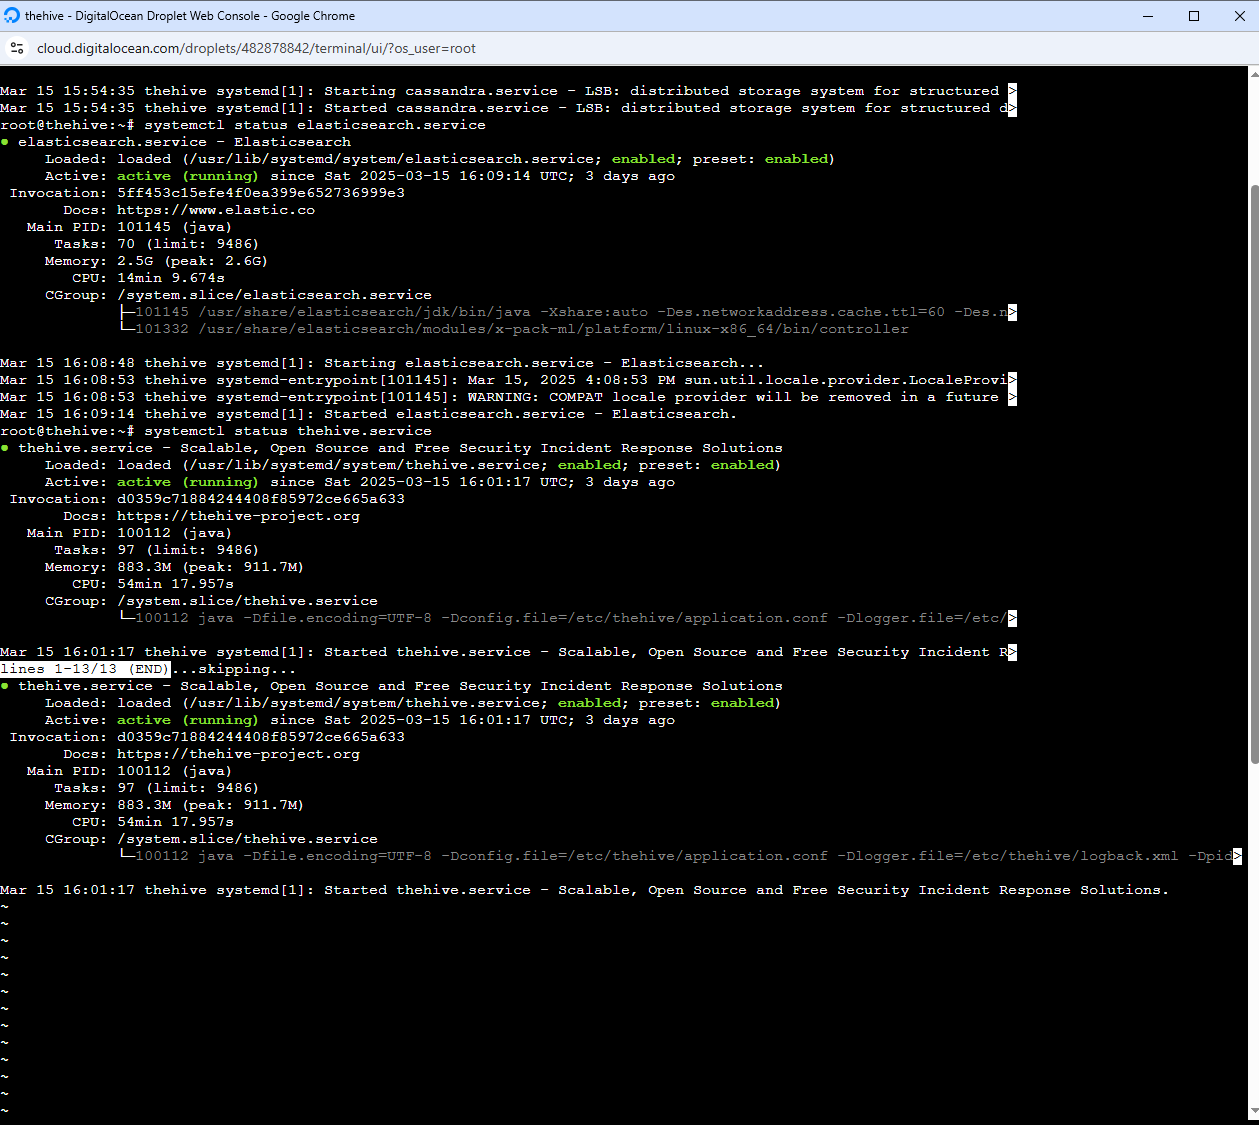 thehive - DigitalOcean Droplet Web Console - Google Chrome
cloud.digitalocean.com/droplets/482878842/terminal/ui/?os_user=root
Mar 15 15:54:35 thehive systemd[1]: Starting cassandra.service - LSB: distributed storage system for structured >
Mar 15 15:54:35 thehive systemd[1]: Started cassandra.service - LSB: distributed storage system for structured d>
root@thehive:~# systemctl status elasticsearch.service
● elasticsearch.service - Elasticsearch
     Loaded: loaded (/usr/lib/systemd/system/elasticsearch.service; enabled; preset: enabled)
     Active: active (running) since Sat 2025-03-15 16:09:14 UTC; 3 days ago
 Invocation: 5ff453c15efe4f0ea399e652736999e3
       Docs: https://www.elastic.co
   Main PID: 101145 (java)
      Tasks: 70 (limit: 9486)
     Memory: 2.5G (peak: 2.6G)
        CPU: 14min 9.674s
     CGroup: /system.slice/elasticsearch.service
             ├─101145 /usr/share/elasticsearch/jdk/bin/java -Xshare:auto -Des.networkaddress.cache.ttl=60 -Des.n>
             └─101332 /usr/share/elasticsearch/modules/x-pack-ml/platform/linux-x86_64/bin/controller
Mar 15 16:08:48 thehive systemd[1]: Starting elasticsearch.service - Elasticsearch...
Mar 15 16:08:53 thehive systemd-entrypoint[101145]: Mar 15, 2025 4:08:53 PM sun.util.locale.provider.LocaleProvi>
Mar 15 16:08:53 thehive systemd-entrypoint[101145]: WARNING: COMPAT locale provider will be removed in a future >
Mar 15 16:09:14 thehive systemd[1]: Started elasticsearch.service - Elasticsearch.
root@thehive:~# systemctl status thehive.service
● thehive.service - Scalable, Open Source and Free Security Incident Response Solutions
     Loaded: loaded (/usr/lib/systemd/system/thehive.service; enabled; preset: enabled)
     Active: active (running) since Sat 2025-03-15 16:01:17 UTC; 3 days ago
 Invocation: d0359c71884244408f85972ce665a633
       Docs: https://thehive-project.org
   Main PID: 100112 (java)
      Tasks: 97 (limit: 9486)
     Memory: 883.3M (peak: 911.7M)
        CPU: 54min 17.957s
     CGroup: /system.slice/thehive.service
             └─100112 java -Dfile.encoding=UTF-8 -Dconfig.file=/etc/thehive/application.conf -Dlogger.file=/etc/>
Mar 15 16:01:17 thehive systemd[1]: Started thehive.service - Scalable, Open Source and Free Security Incident R>
lines 1-13/13 (END)...skipping...
● thehive.service - Scalable, Open Source and Free Security Incident Response Solutions
     Loaded: loaded (/usr/lib/systemd/system/thehive.service; enabled; preset: enabled)
     Active: active (running) since Sat 2025-03-15 16:01:17 UTC; 3 days ago
 Invocation: d0359c71884244408f85972ce665a633
       Docs: https://thehive-project.org
   Main PID: 100112 (java)
      Tasks: 97 (limit: 9486)
     Memory: 883.3M (peak: 911.7M)
        CPU: 54min 17.957s
     CGroup: /system.slice/thehive.service
             └─100112 java -Dfile.encoding=UTF-8 -Dconfig.file=/etc/thehive/application.conf -Dlogger.file=/etc/thehive/logback.xml -Dpid>
Mar 15 16:01:17 thehive systemd[1]: Started thehive.service - Scalable, Open Source and Free Security Incident Response Solutions.
~
~
~
~
~
~
~
~
~
~
~
~
~